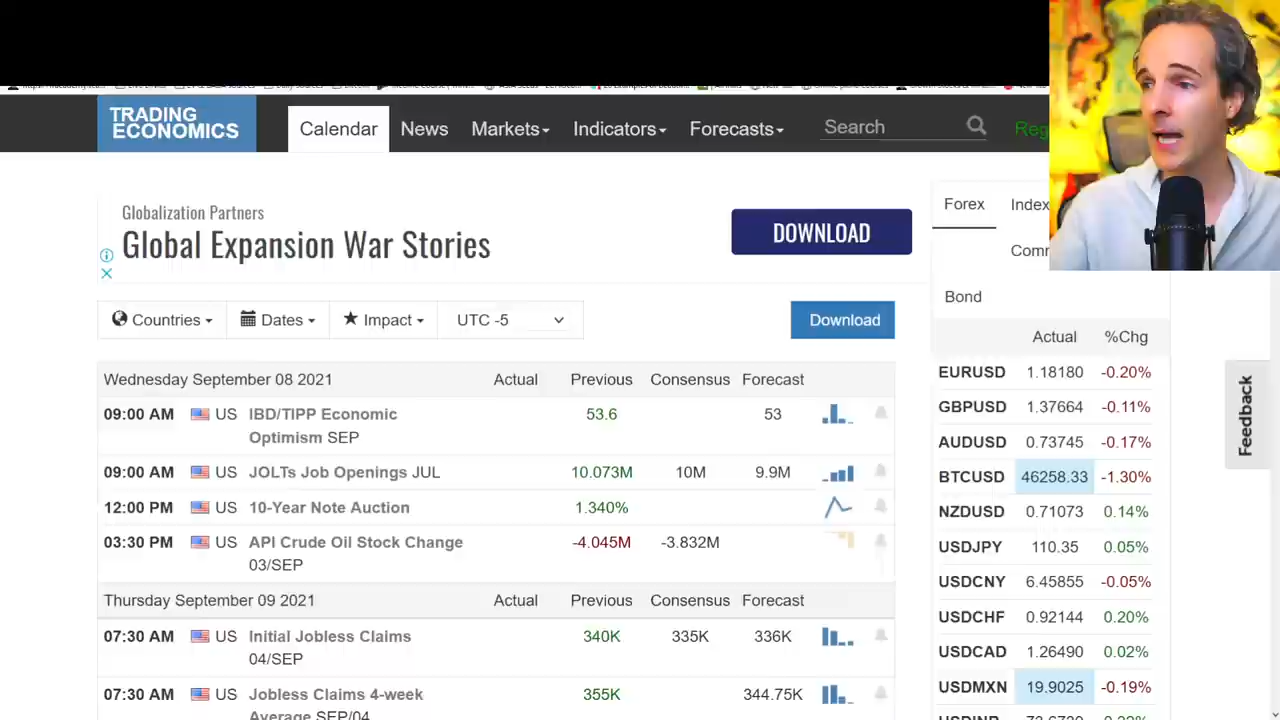 TRADING
ECONOMICS
Calendar
News
Markets
Indicators
Forecasts
Search
Globalization Partners
Global Expansion War Stories
DOWNLOAD
Forex
Index
Bond
Countries
Dates
Impact
UTC -5
Download
Actual %Chg
Wednesday September 08 2021 Actual Previous Consensus Forecast
09:00 AM US IBD/TIPP Economic 53.6 53
Optimism SEP
09:00 AM US JOLTs Job Openings JUL 10.073M 10M 9.9M
12:00 PM US 10-Year Note Auction 1.340%
03:30 PM US API Crude Oil Stock Change -4.045M -3.832M
03/SEP
Thursday September 09 2021 Actual Previous Consensus Forecast
07:30 AM US Initial Jobless Claims 340K 335K 336K
04/SEP
07:30 AM US Jobless Claims 4-week 355K 344.75K
Average SEP/04
EURUSD 1.18180 -0.20%
GBPUSD 1.37664 -0.11%
AUDUSD 0.73745 -0.17%
BTCUSD 46258.33 -1.30%
NZDUSD 0.71073 0.14%
USDJPY 110.35 0.05%
USDCNY 6.45855 -0.05%
USDCHF 0.92144 0.20%
USDCAD 1.26490 0.02%
USDMXN 19.9025 -0.19%
Feedback